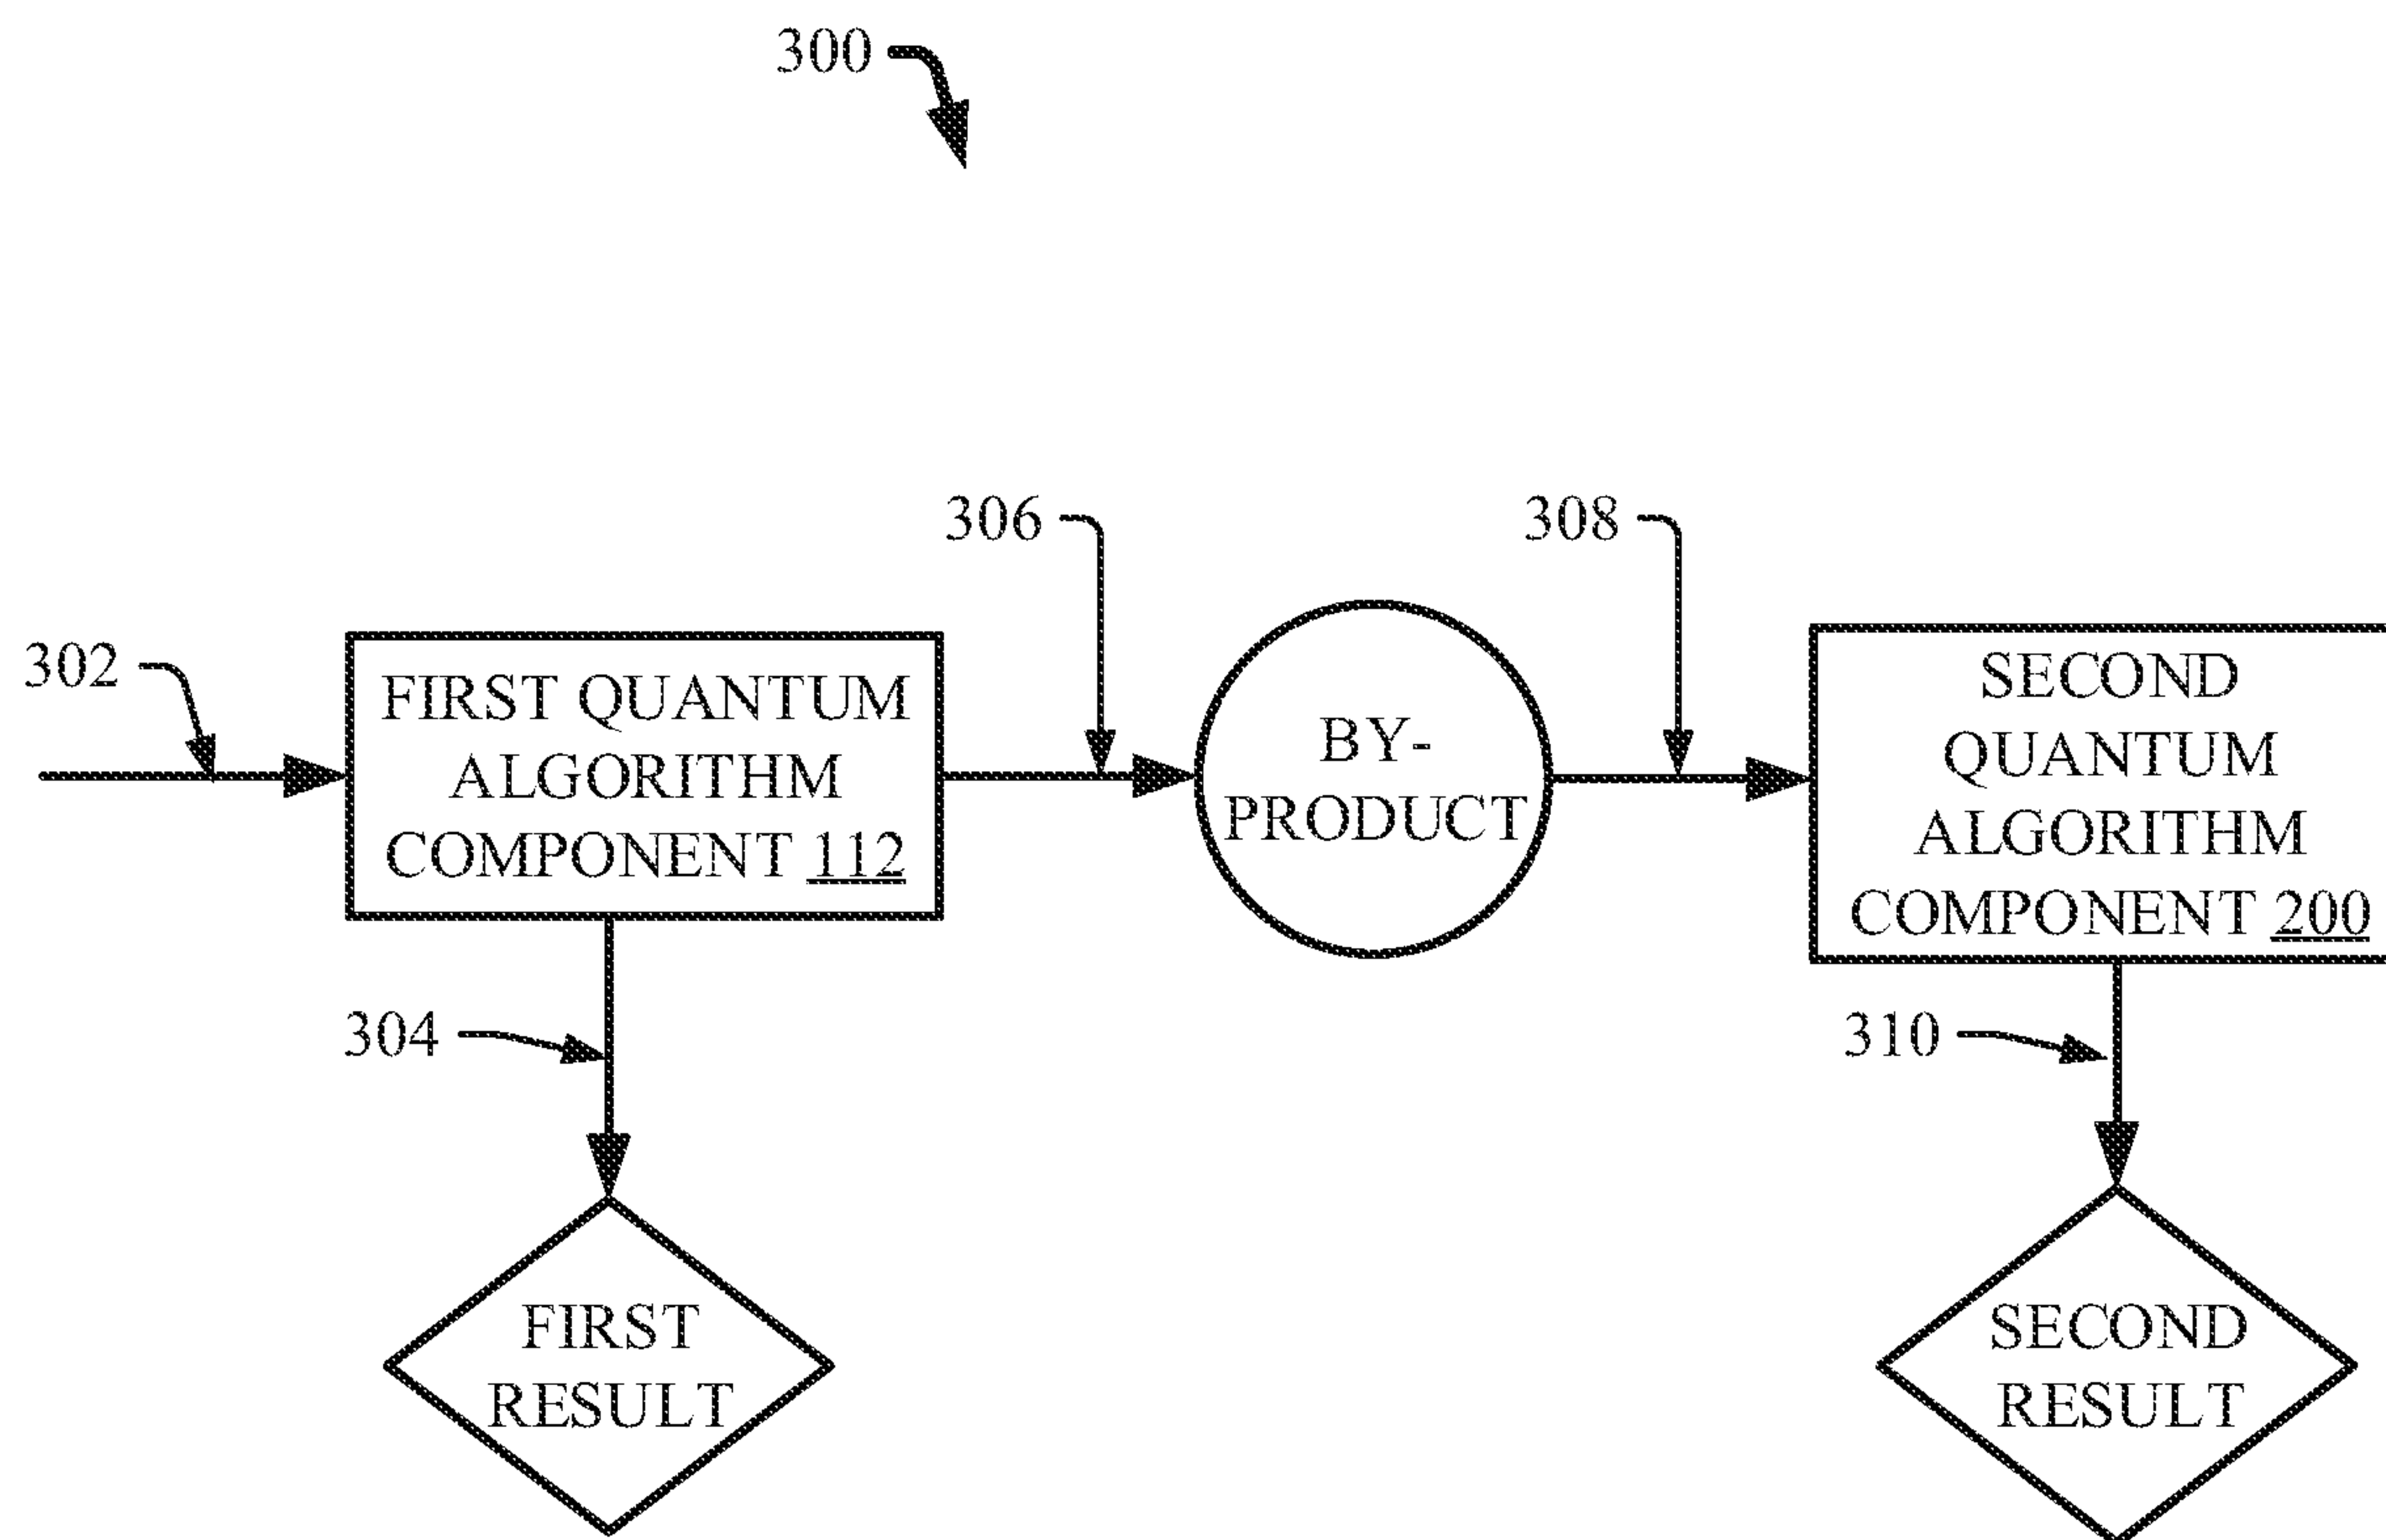 300
306
308
302
FIRST QUANTUM
ALGORITHM
COMPONENT 112
BY-
PRODUCT
SECOND
QUANTUM
ALGORITHM
COMPONENT 200
304
310
FIRST
RESULT
SECOND
RESULT